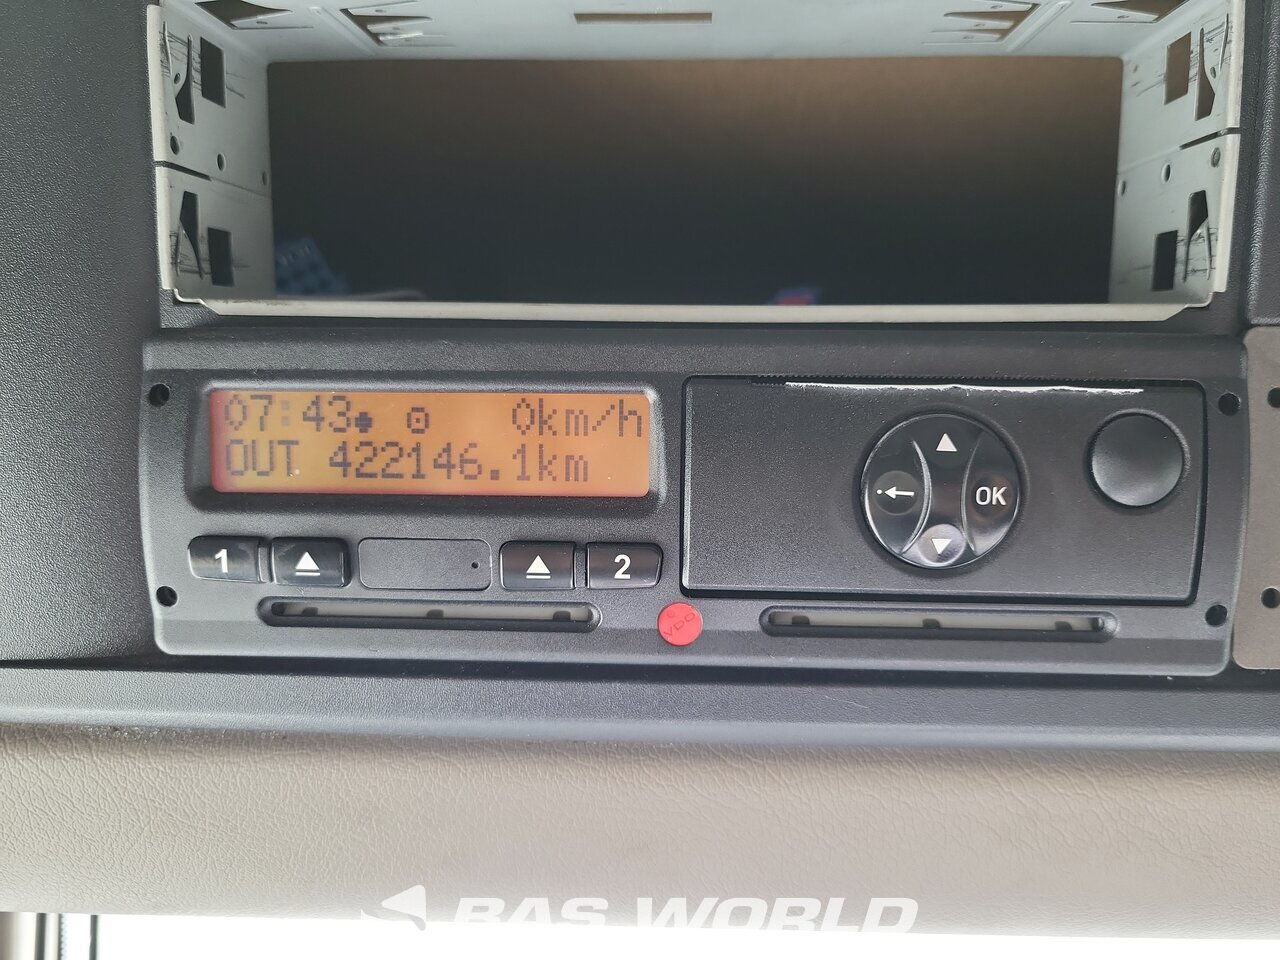 07:43 0km/h
OUT 422146.1km
1
2
OK
VDO
BAS WORLD